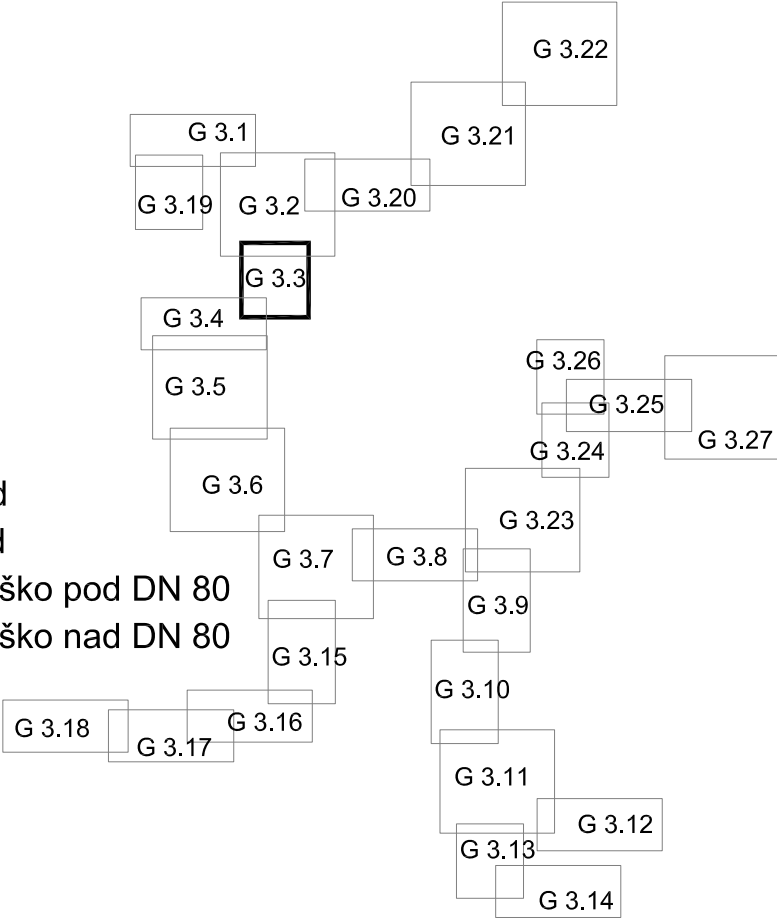 G 3.22
G 3.1
G 3.21
G 3.19
G 3.2
G 3.20
G 3.3
G 3.4
G 3.26
G 3.5
G 3.25
G 3.27
G 3.24
G 3.6
d
G 3.23
d
G 3.7
G 3.8
ško pod DN 80
G 3.9
ško nad DN 80
G 3.15
G 3.10
G 3.18
G 3.16
G 3.17
G 3.11
G 3.12
G 3.13
G 3.14